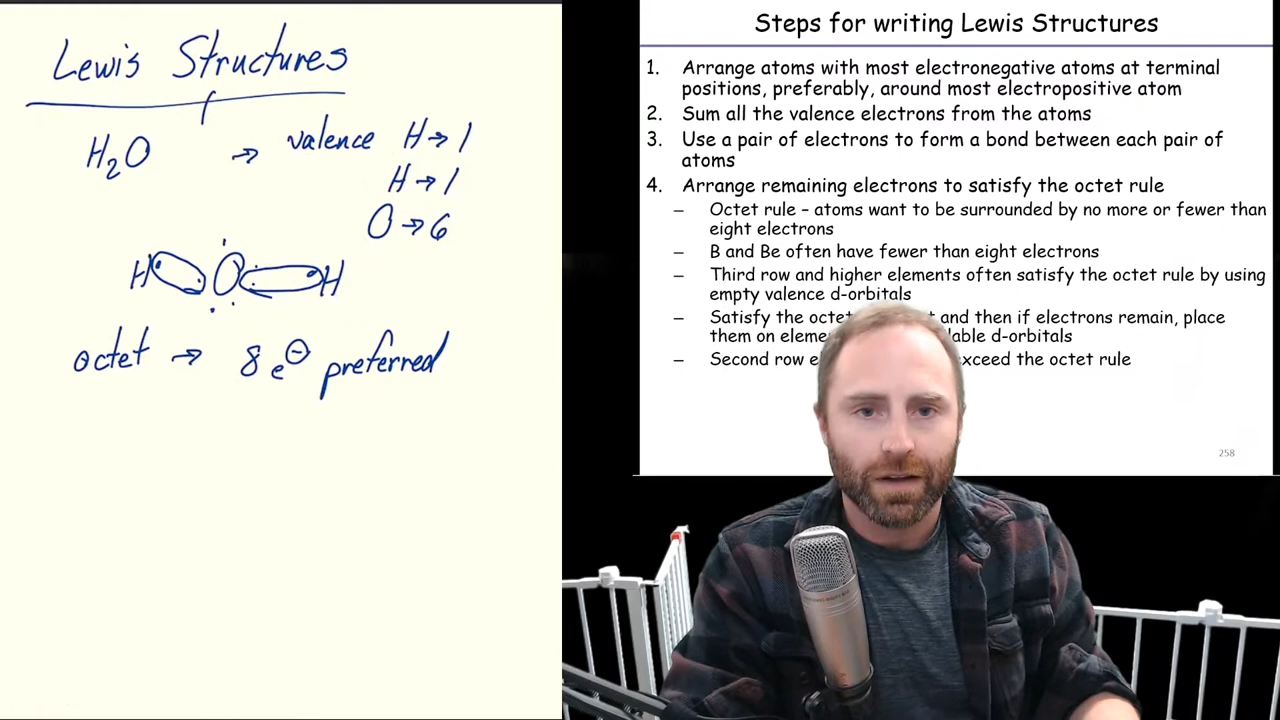 Lewis Structures
H₂O → valence H → 1
H → 1
O → 6
H O H
octet → 8 e⊖ preferred
Steps for writing Lewis Structures
1. Arrange atoms with most electronegative atoms at terminal
positions, preferably, around most electropositive atom
2. Sum all the valence electrons from the atoms
3. Use a pair of electrons to form a bond between each pair of
atoms
4. Arrange remaining electrons to satisfy the octet rule
– Octet rule – atoms want to be surrounded by no more or fewer than
eight electrons
– B and Be often have fewer than eight electrons
– Third row and higher elements often satisfy the octet rule by using
empty valence d-orbitals
– Satisfy the octet and then if electrons remain, place
them on d-orbitals
– Second row exceed the octet rule
258